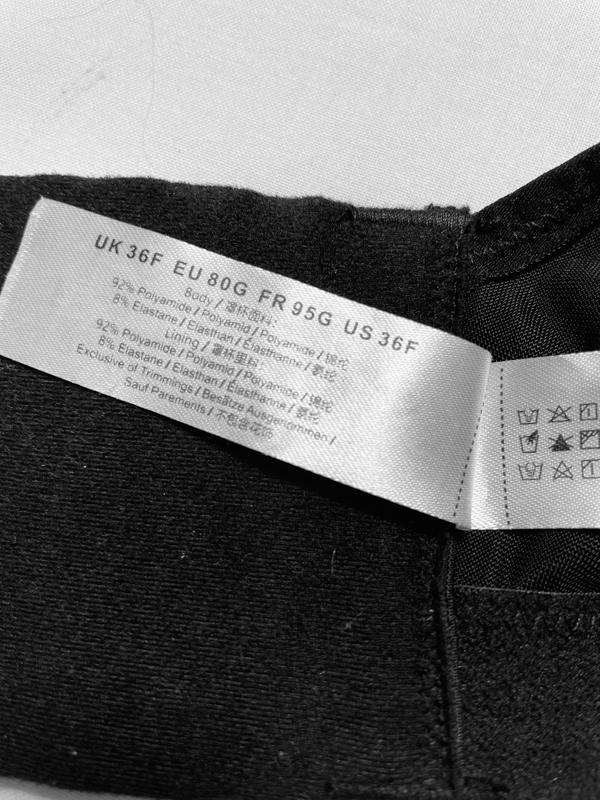 UK 36F EU 80G FR 95G US 36F
Body / 罩杯面料:
92% Polyamide / Polyamid / Polyamide / 锦纶
8% Elastane / Elasthan / Élasthanne / 氨纶
Lining / 罩杯里料:
92% Polyamide / Polyamid / Polyamide / 锦纶
8% Elastane / Elasthan / Élasthanne / 氨纶
Exclusive of Trimmings / Besätze Ausgenommen /
Sauf Parements / 不包含花饰